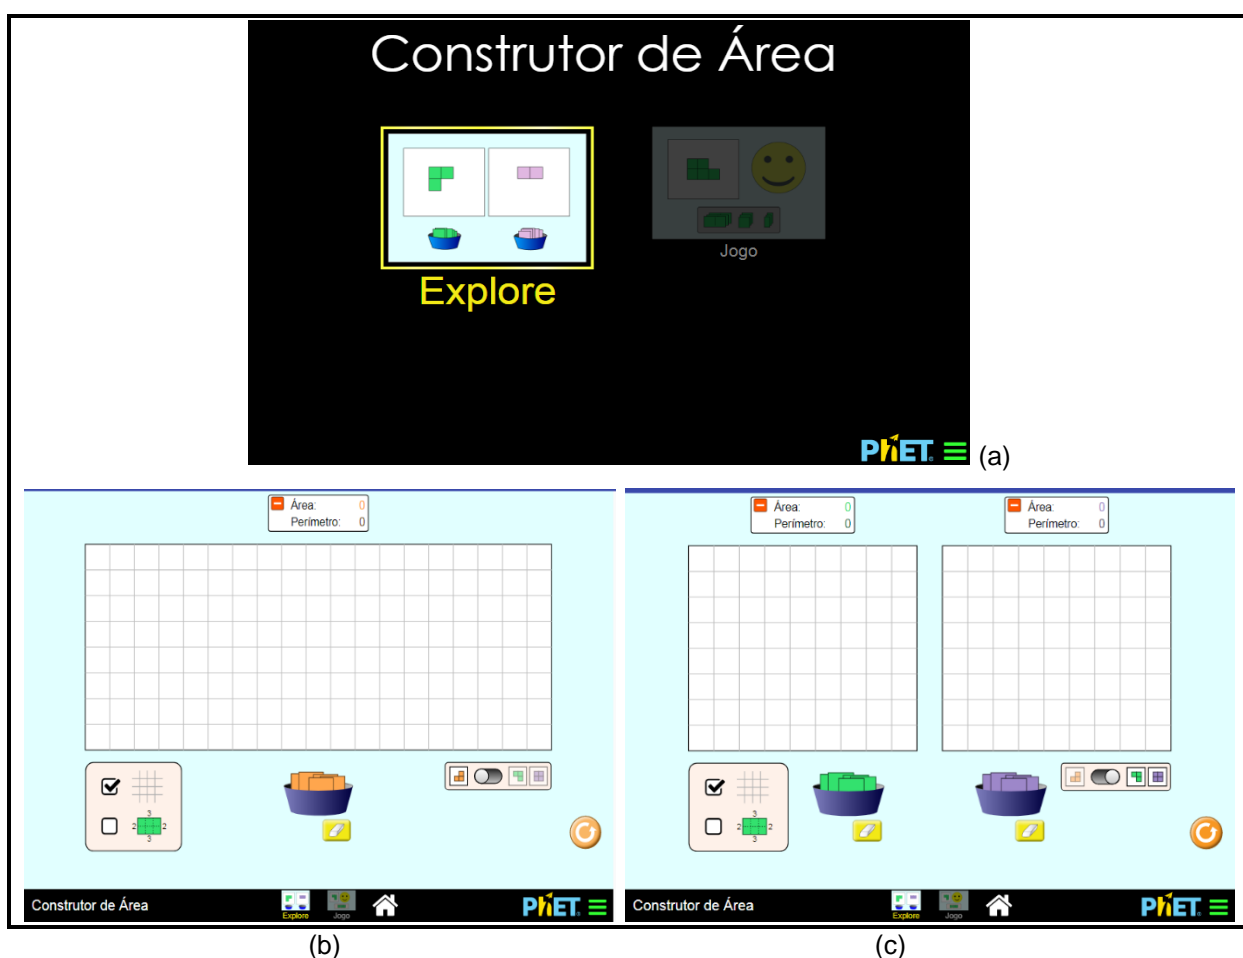 Construtor de Área
Explore
Jogo
PhET
(a)
Área: 0
Perímetro: 0
3
2 2
3
Construtor de Área
Explore
Jogo
PhET
(b)
Área: 0
Perímetro: 0
Área: 0
Perímetro: 0
3
2 2
3
Construtor de Área
Explore
Jogo
PhET
(c)